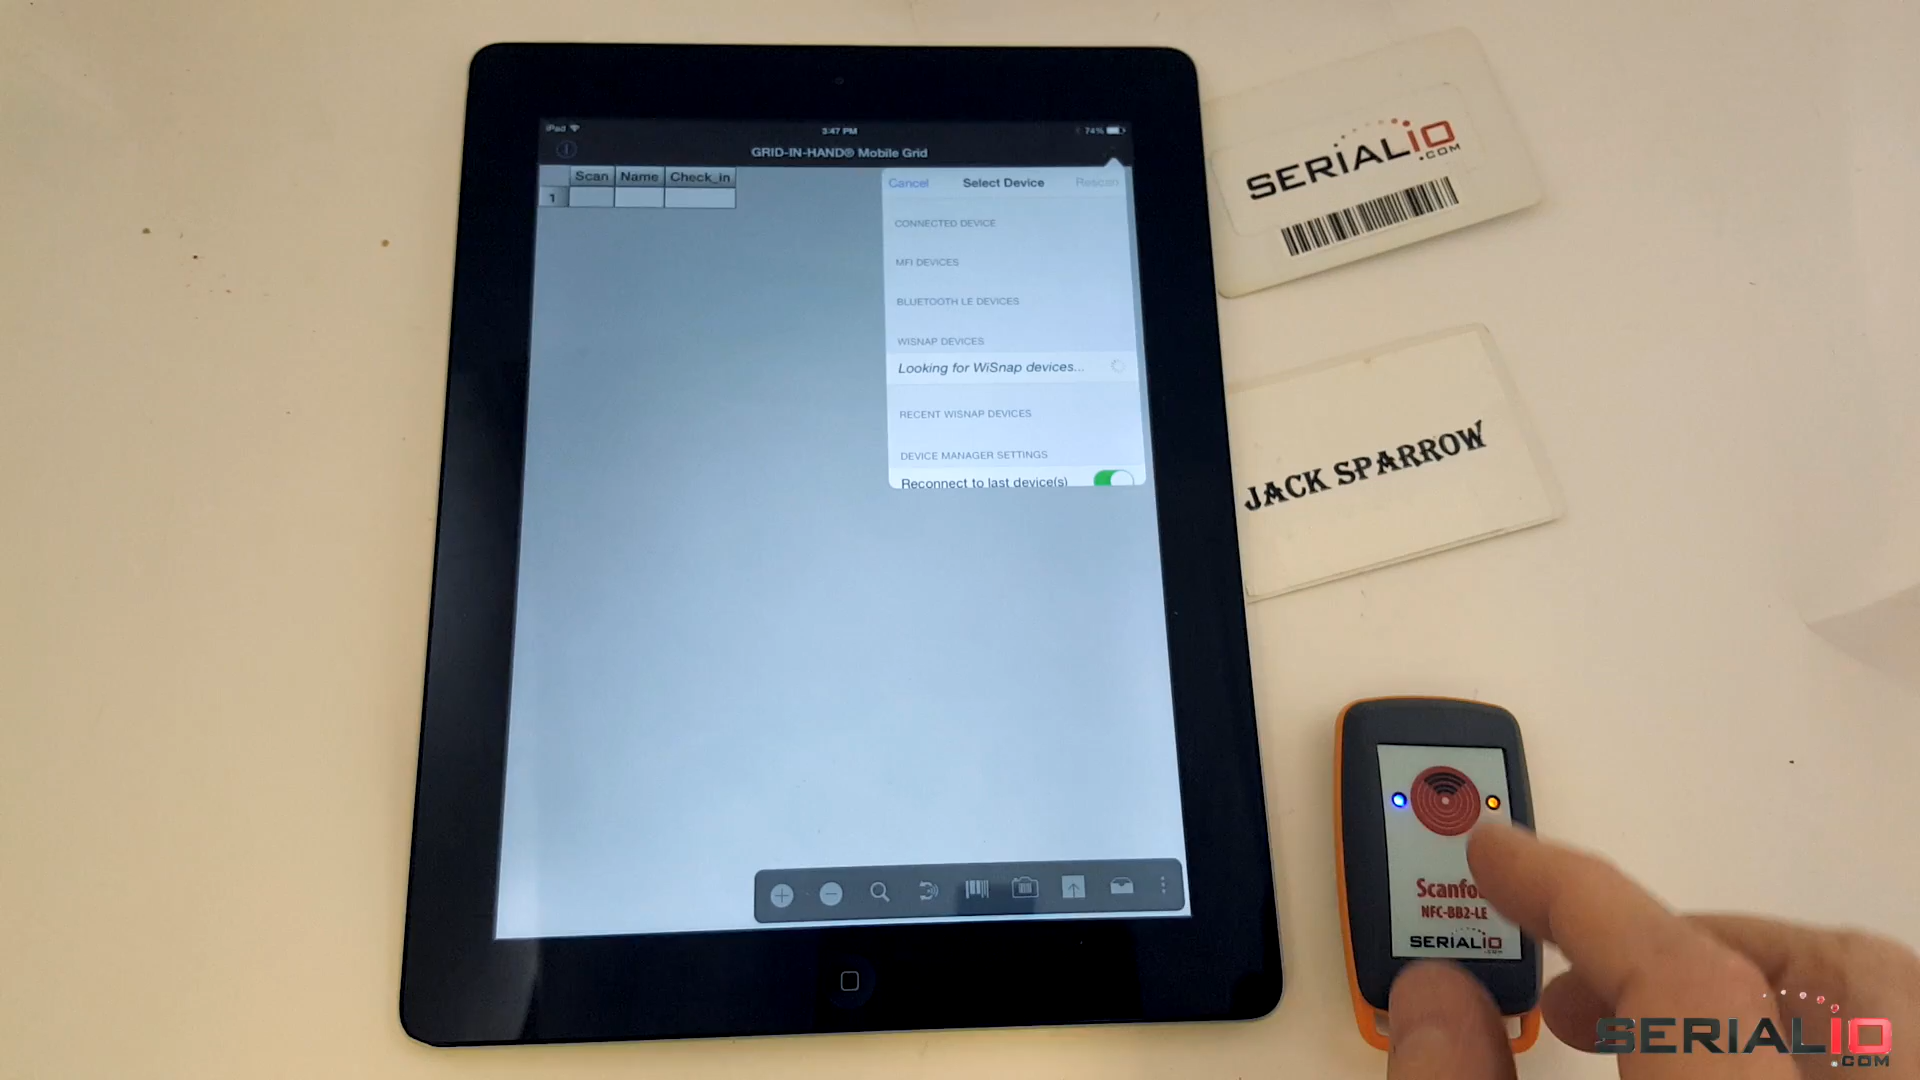 iPad
3:47 PM
74%
GRID-IN-HAND® Mobile Grid
Scan Name Check_in
1
Cancel Select Device Rescan
CONNECTED DEVICE
MFI DEVICES
BLUETOOTH LE DEVICES
WISNAP DEVICES
Looking for WiSnap devices...
RECENT WISNAP DEVICES
DEVICE MANAGER SETTINGS
Reconnect to last device(s)
SERIALIO
.COM
JACK SPARROW
NFC-BB2-LE
SERIALIO
.COM
SERIALIO
.COM